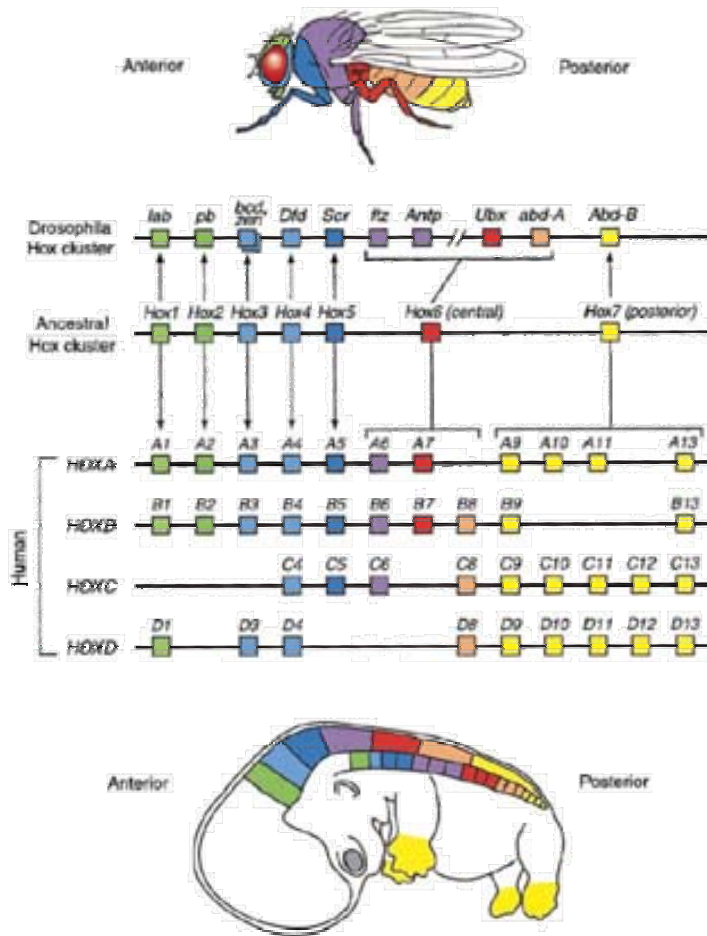 Anterior
Posterior
lab pb bcd, zen Dfd Scr ftz Antp Ubx abd-A Abd-B
Drosophila
Hox cluster
Hox1 Hox2 Hox3 Hox4 Hox5 Hox6 (central) Hox7 (posterior)
Ancestral
Hox cluster
A1 A2 A3 A4 A5 A6 A7 A9 A10 A11 A13
HOXA
B1 B2 B3 B4 B5 B6 B7 B8 B9 B13
HOXB
Human
C4 C5 C6 C8 C9 C10 C11 C12 C13
HOXC
D1 D3 D4 D8 D9 D10 D11 D12 D13
HOXD
Anterior
Posterior